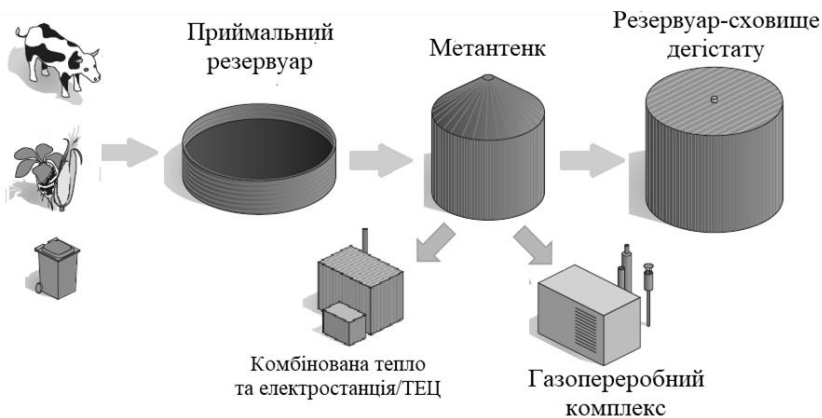 Приймальний
резервуар
Метантенк
Резервуар-сховище
дегістату
Комбінована тепло
та електростанція/ТЕЦ
Газопереробний
комплекс